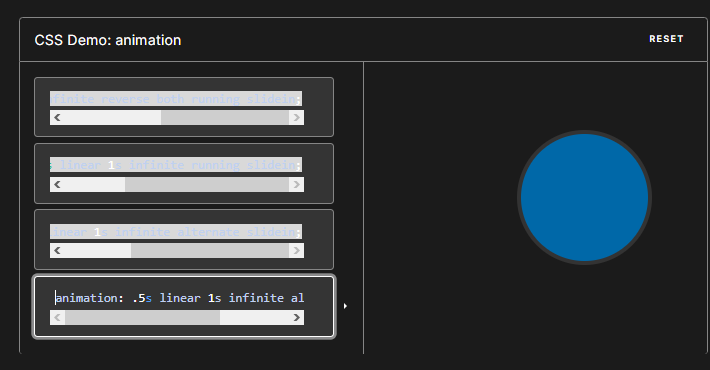 CSS Demo: animation
RESET
finite reverse both running slidein;
s linear 1s infinite running slidein;
inear 1s infinite alternate slidein;
animation: .5s linear 1s infinite al